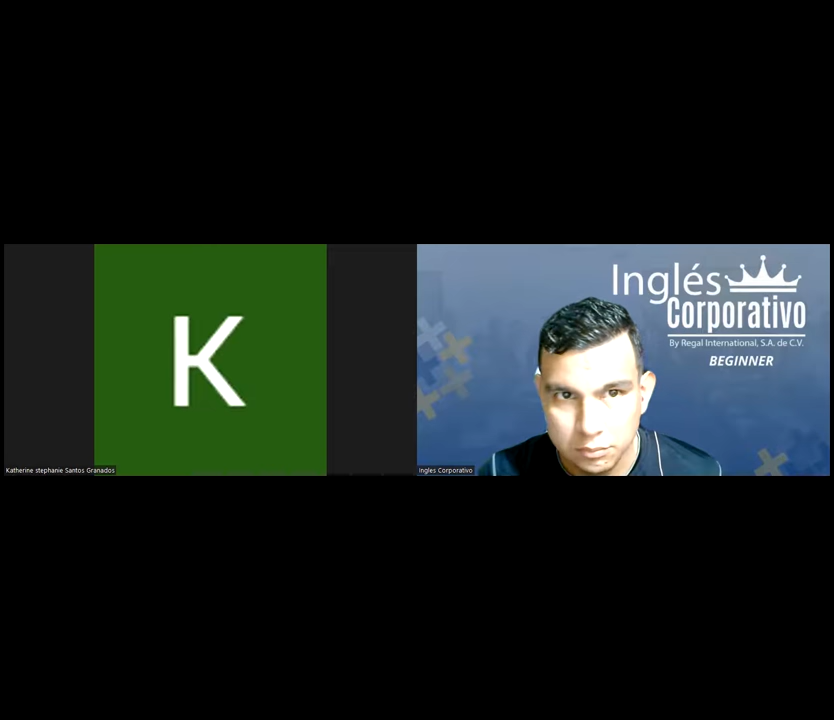 K
Katherine stephanie Santos Granados
Inglés
Corporativo
By Regal International, S.A. de C.V.
BEGINNER
Ingles Corporativo